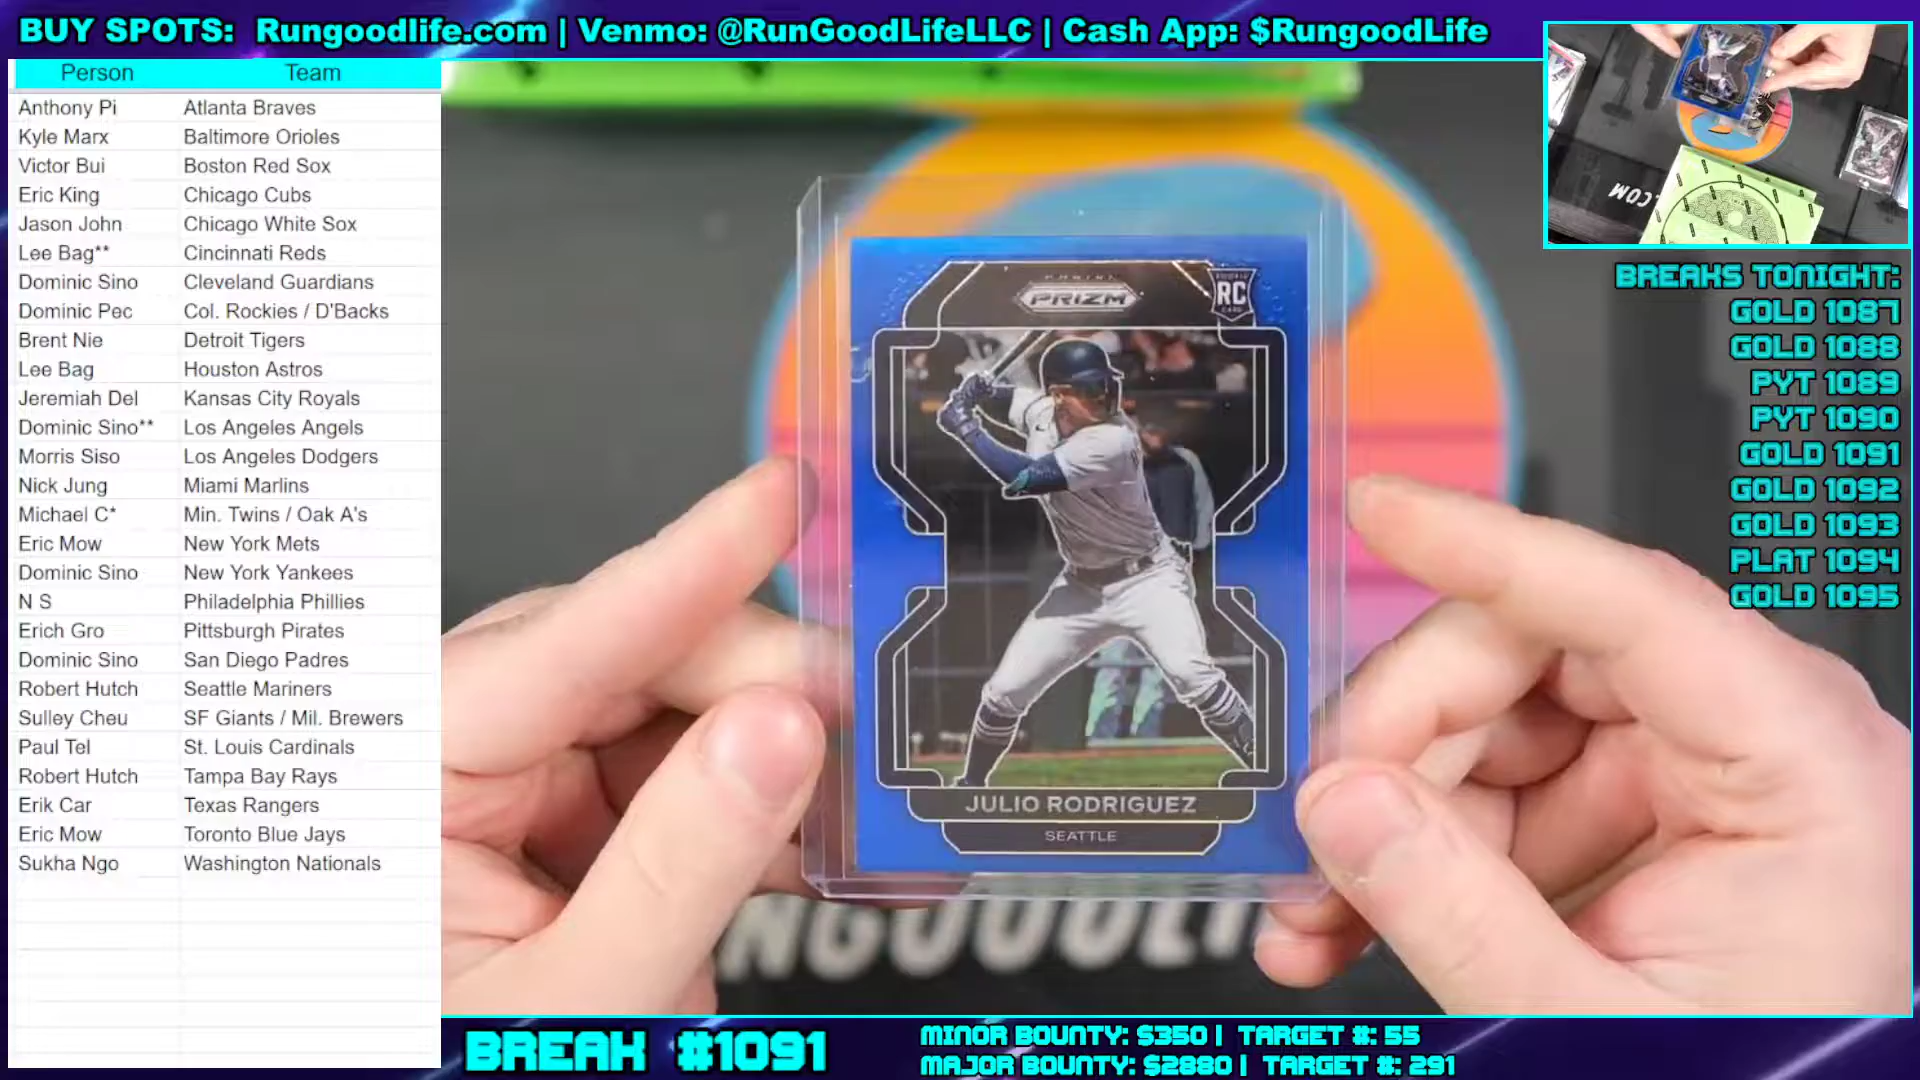 BUY SPOTS: Rungoodlife.com | Venmo: @RunGoodLifeLLC | Cash App: $RungoodLife
Person Team
Anthony Pi Atlanta Braves
Kyle Marx Baltimore Orioles
Victor Bui Boston Red Sox
Eric King Chicago Cubs
Jason John Chicago White Sox
Lee Bag** Cincinnati Reds
Dominic Sino Cleveland Guardians
Dominic Pec Col. Rockies / D'Backs
Brent Nie Detroit Tigers
Lee Bag Houston Astros
Jeremiah Del Kansas City Royals
Dominic Sino** Los Angeles Angels
Morris Siso Los Angeles Dodgers
Nick Jung Miami Marlins
Michael C* Min. Twins / Oak A's
Eric Mow New York Mets
Dominic Sino New York Yankees
N S Philadelphia Phillies
Erich Gro Pittsburgh Pirates
Dominic Sino San Diego Padres
Robert Hutch Seattle Mariners
Sulley Cheu SF Giants / Mil. Brewers
Paul Tel St. Louis Cardinals
Robert Hutch Tampa Bay Rays
Erik Car Texas Rangers
Eric Mow Toronto Blue Jays
Sukha Ngo Washington Nationals
PRIZM
RC
JULIO RODRIGUEZ
SEATTLE
.COM
BREAKS TONIGHT:
GOLD 1087
GOLD 1088
PYT 1089
PYT 1090
GOLD 1091
GOLD 1092
GOLD 1093
PLAT 1094
GOLD 1095
BREAK #1091
MINOR BOUNTY: $350 | TARGET #: 55
MAJOR BOUNTY: $2880 | TARGET #: 291